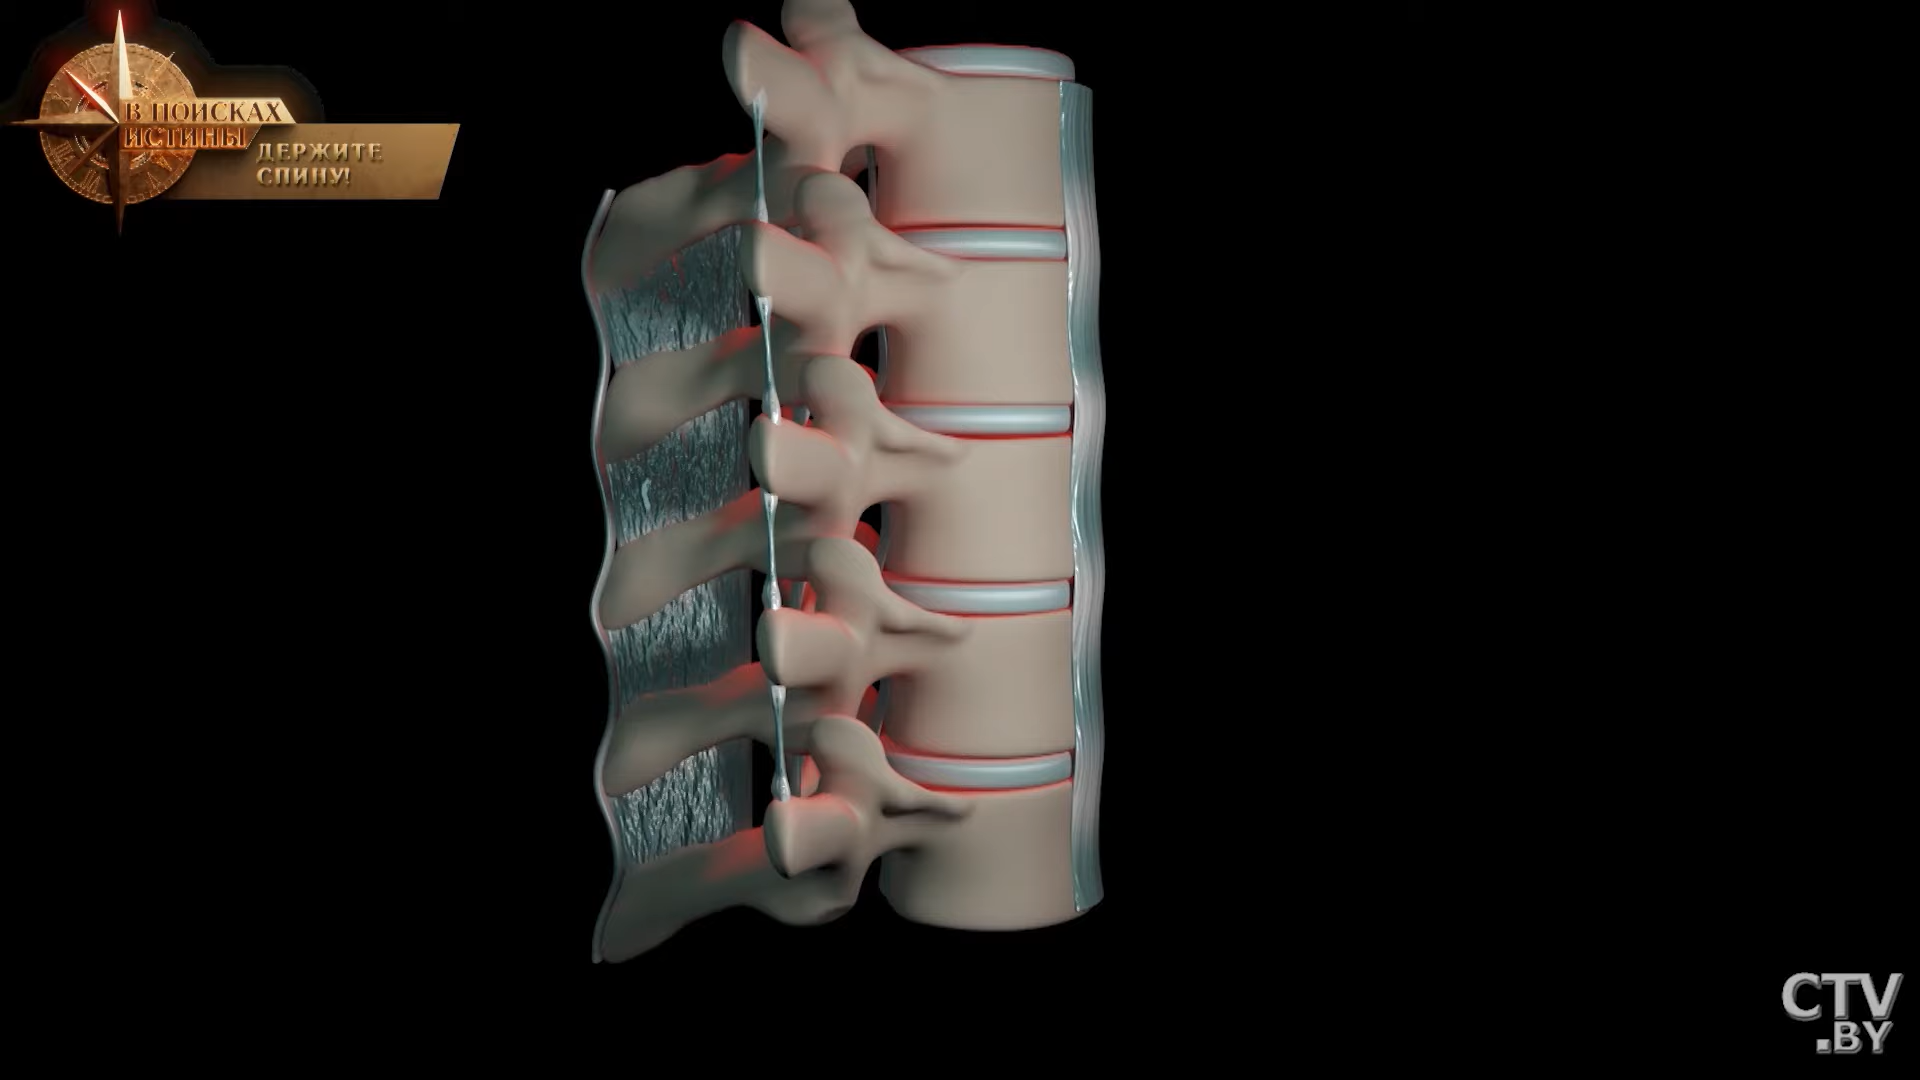 В ПОИСКАХ
ИСТИНЫ
ДЕРЖИТЕ
СПИНУ!
CTV
.BY